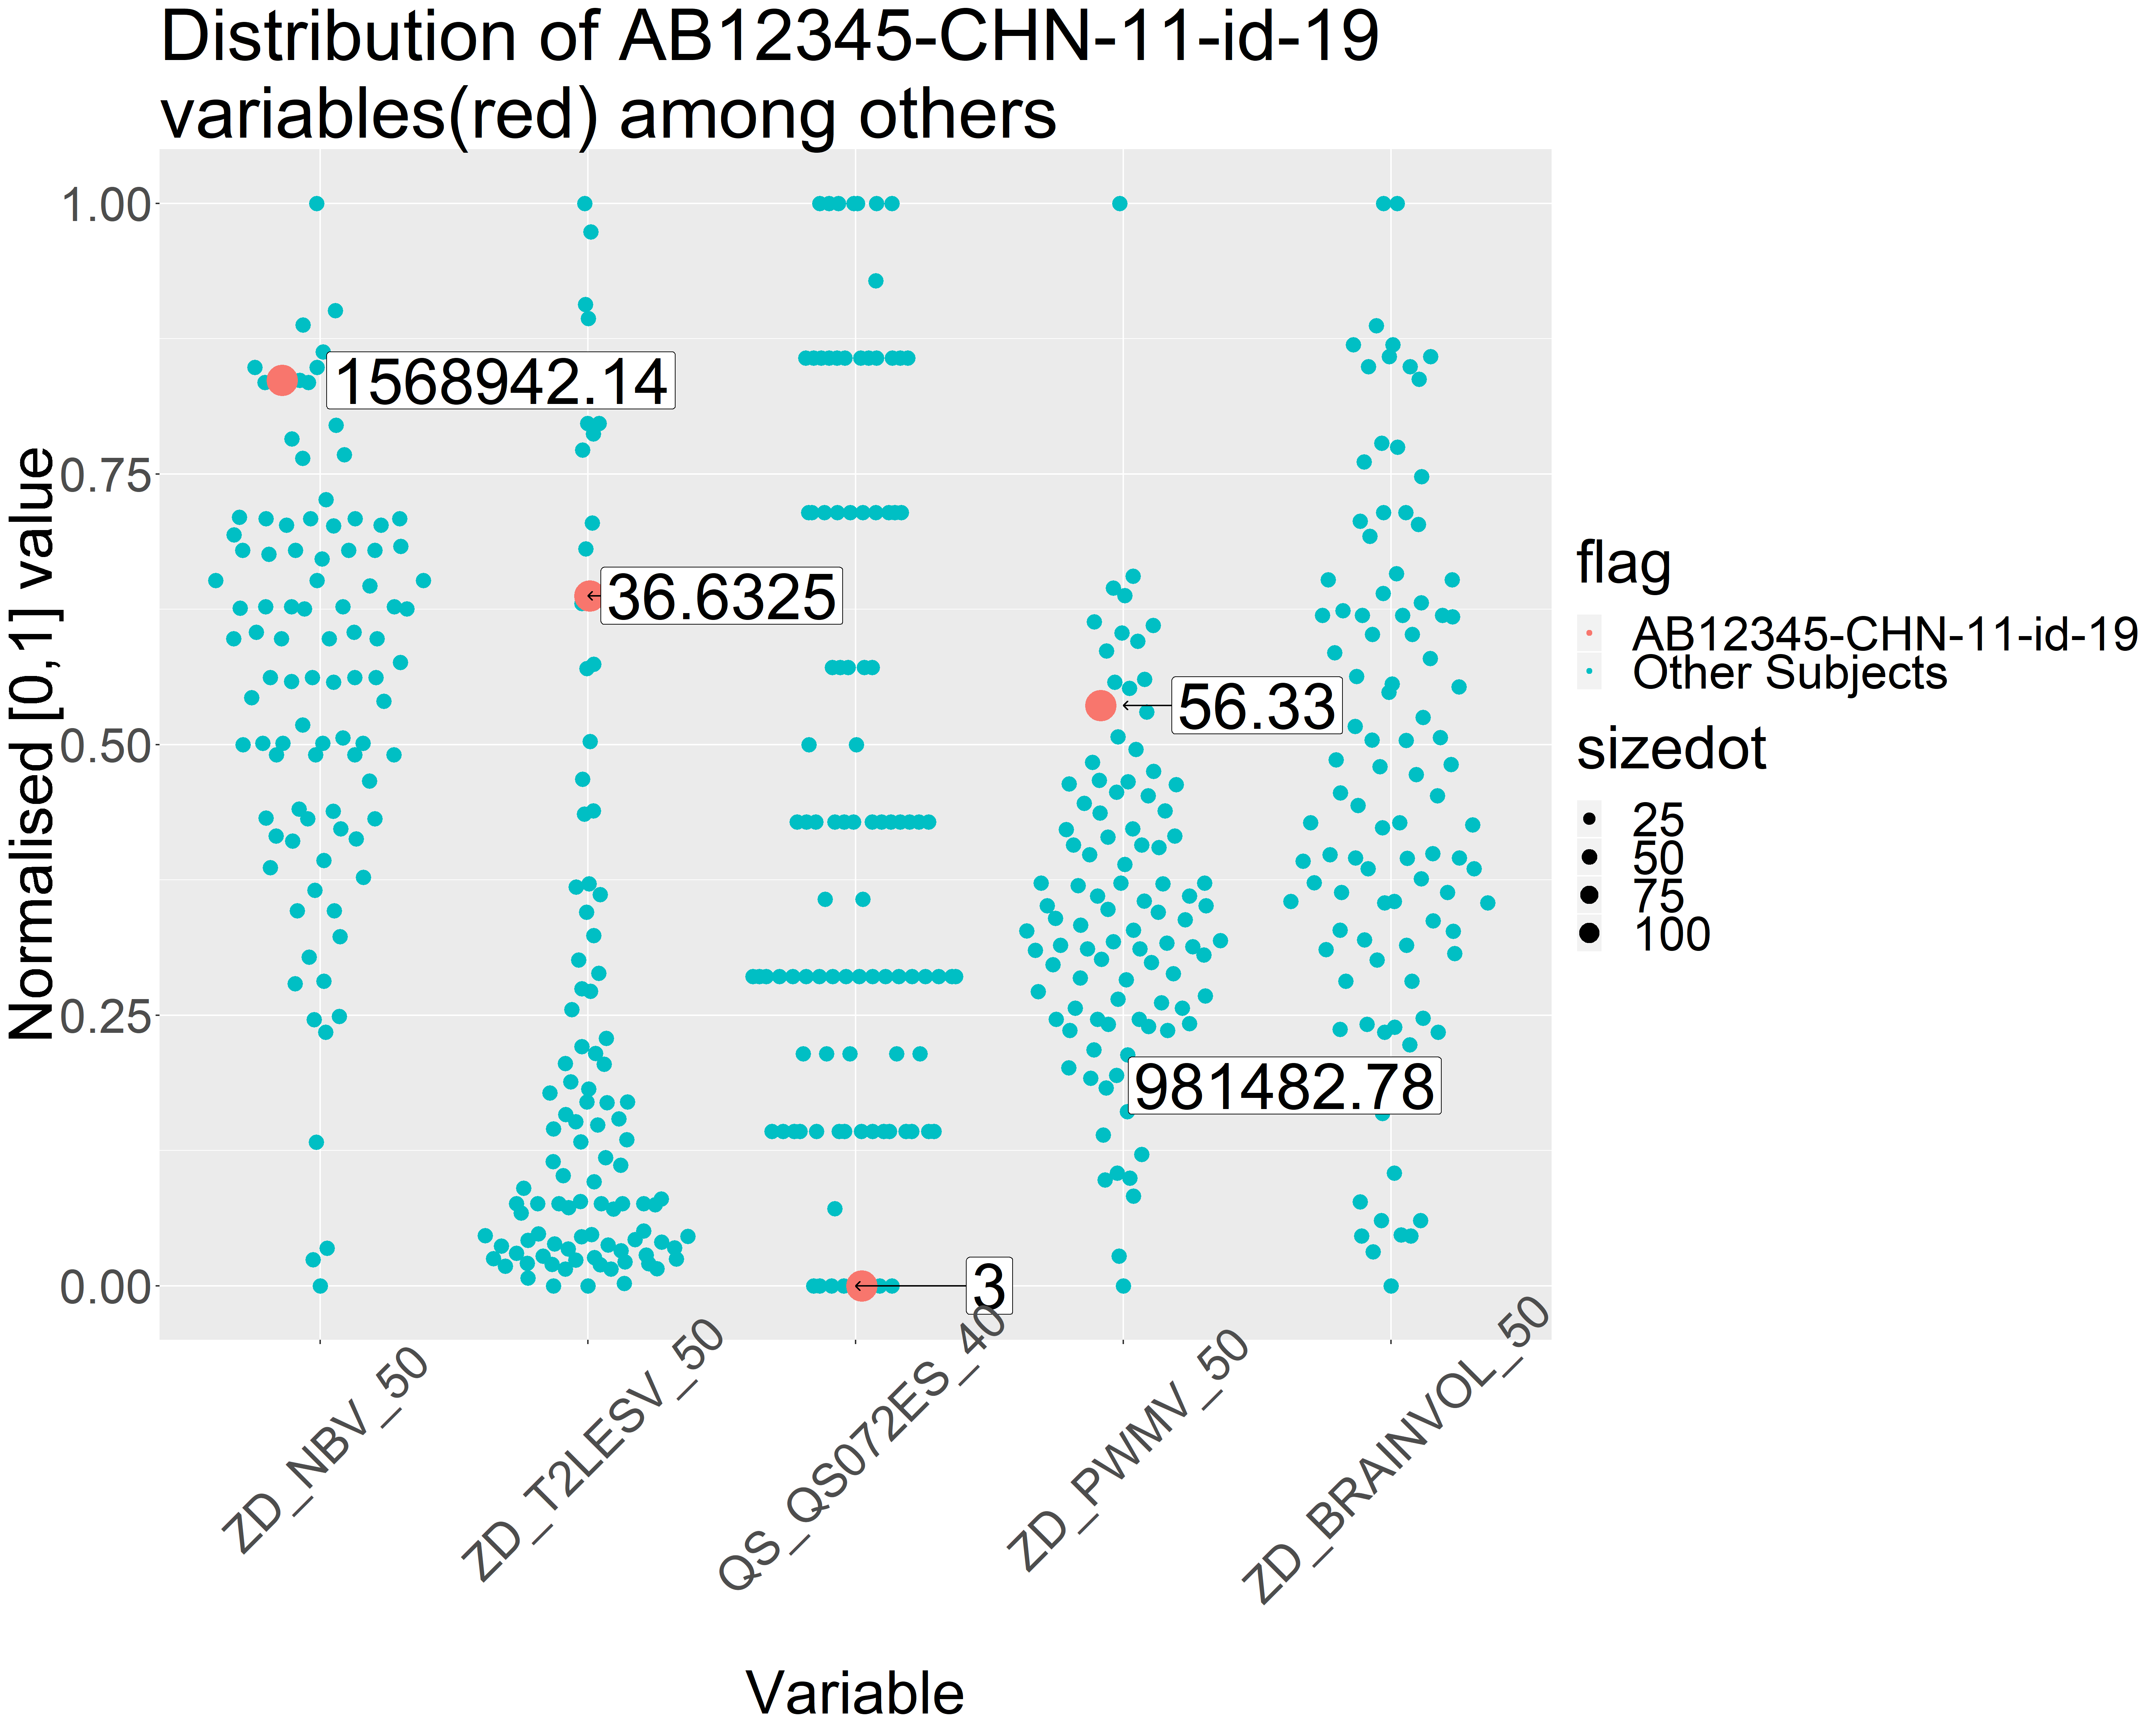 Distribution of AB12345-CHN-11-id-19
variables(red) among others
Normalised [0,1] value
1.00
0.75
0.50
0.25
0.00
1568942.14
36.6325
56.33
981482.78
3
ZD_NBV_50
ZD_T2LESV_50
QS_QS072ES_40
ZD_PWMV_50
ZD_BRAINVOL_50
Variable
flag
AB12345-CHN-11-id-19
Other Subjects
sizedot
25
50
75
100